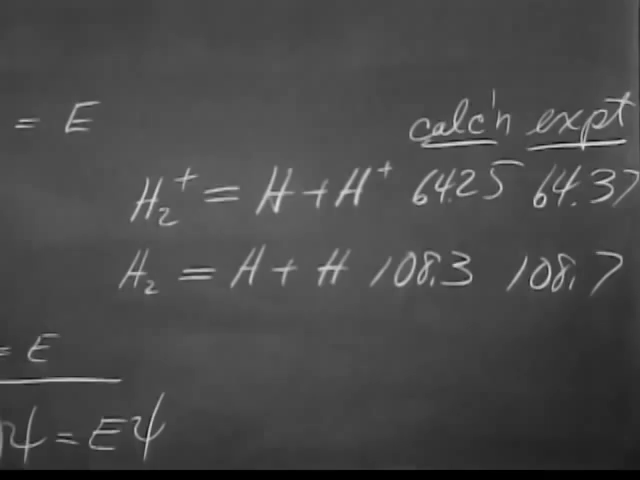 = E
calc'n expt
H₂⁺ = H + H⁺ 64.25 64.37
H₂ = H + H 108.3 108.7
= E
ψ = Eψ